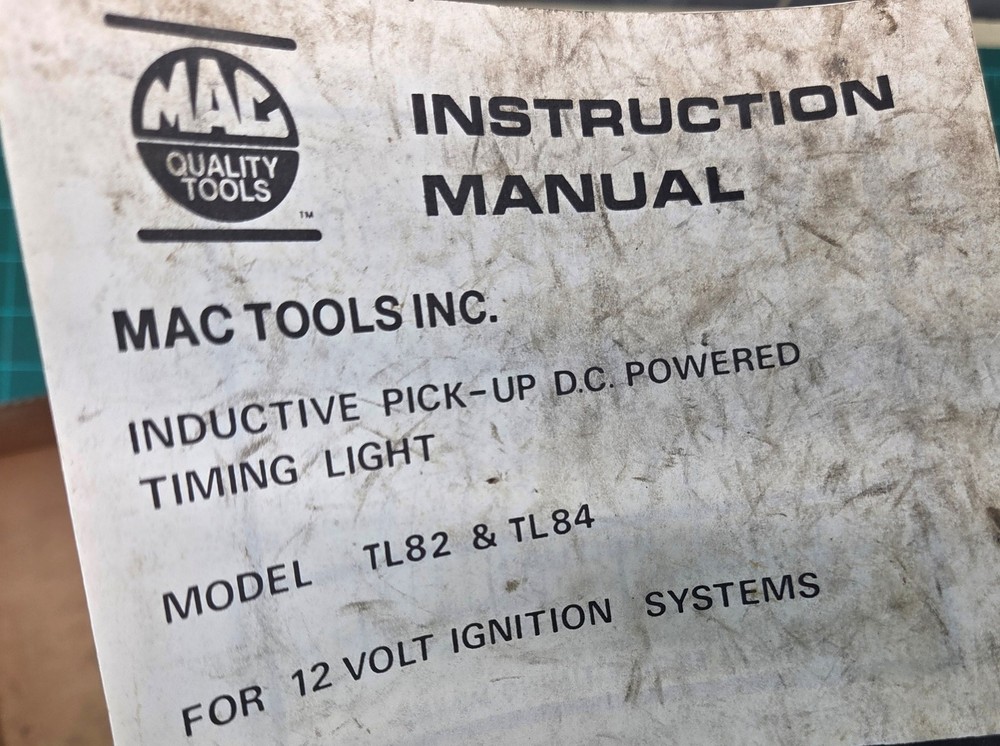 MAC
QUALITY
TOOLS
™
INSTRUCTION
MANUAL
MAC TOOLS INC.
INDUCTIVE PICK-UP D.C. POWERED
TIMING LIGHT
MODEL TL82 & TL84
FOR 12 VOLT IGNITION SYSTEMS